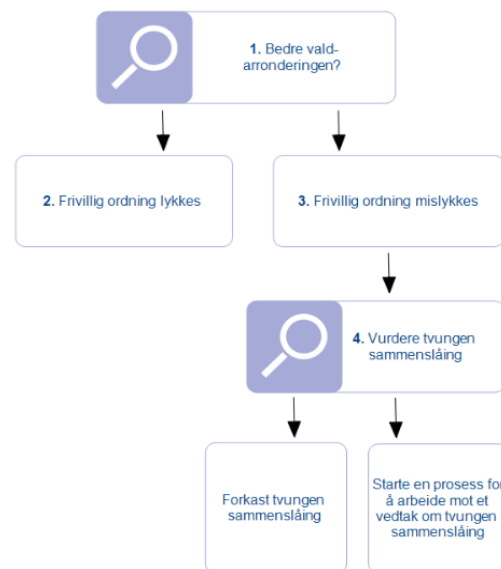 1. Bedre vald-
arronderingen?
2. Frivillig ordning lykkes
3. Frivillig ordning mislykkes
4. Vurdere tvungen
sammenslåing
Forkast tvungen
sammenslåing
Starte en prosess for
å arbeide mot et
vedtak om tvungen
sammenslåing